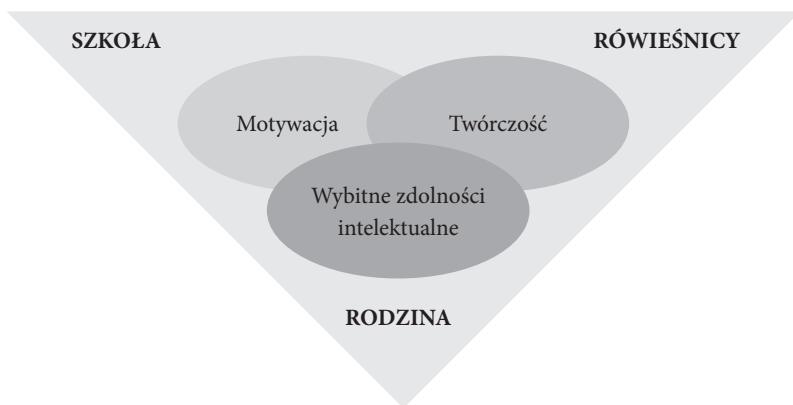 SZKOŁA
RÓWIEŚNICY
Motywacja
Twórczość
Wybitne zdolności
intelektualne
RODZINA